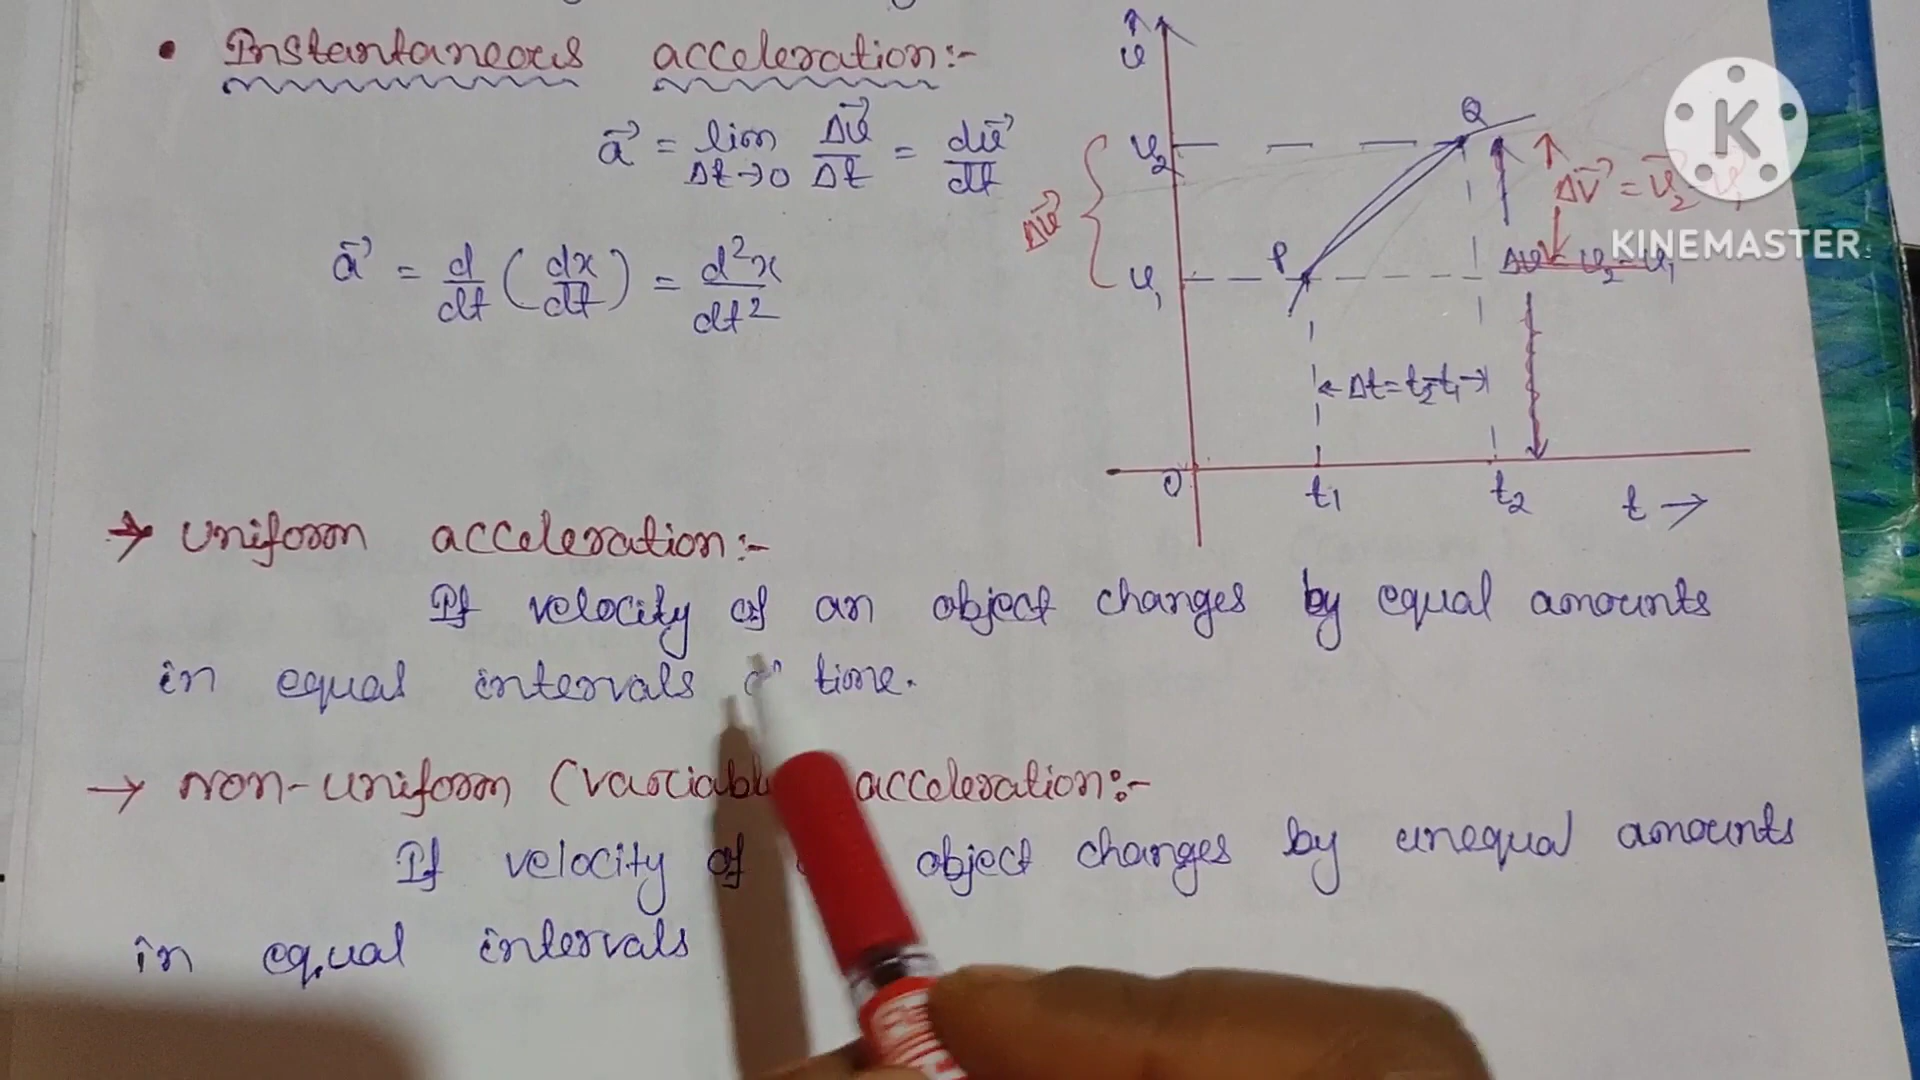 • Instantaneous acceleration:-
a⃗ = lim Δt→0 Δv⃗/Δt = dv⃗/dt
a⃗ = d/dt (dx/dt) = d²x/dt²
v⃗
v₂
v₁
Δv⃗
P
Q
Δv⃗ = v⃗₂
Δt = t₂-t₁
O
t₁
t₂
t →
K
KINEMASTER
→ Uniform acceleration:-
If velocity of an object changes by equal amounts
in equal intervals time.
→ non-uniform (variable acceleration:-
If velocity of object changes by unequal amounts
in equal intervals